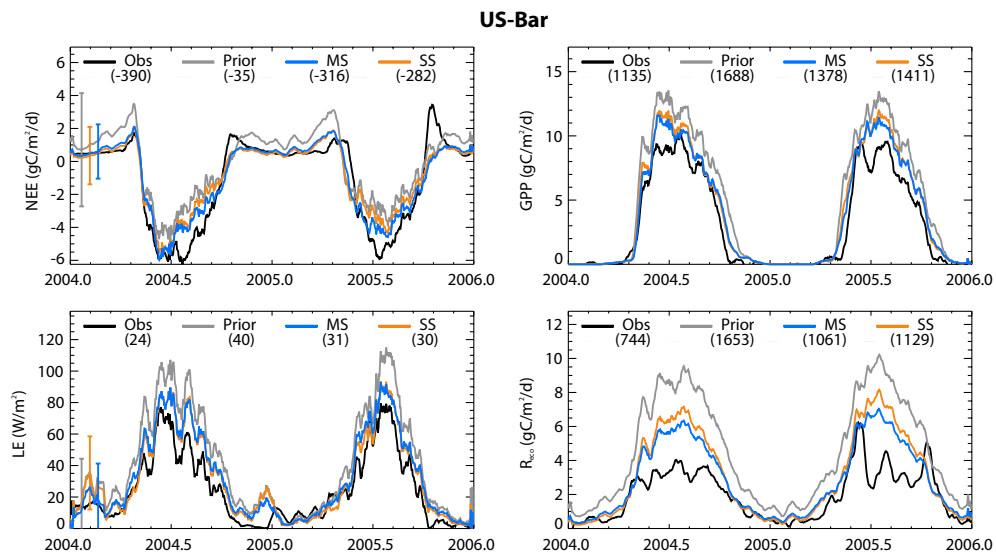 US-Bar
Obs Prior MS SS
(-390) (-35) (-316) (-282)
6
4
2
0
-2
-4
-6
NEE (gC/m²/d)
2004.0 2004.5 2005.0 2005.5 2006.0
Obs Prior MS SS
(1135) (1688) (1378) (1411)
15
10
5
0
GPP (gC/m²/d)
2004.0 2004.5 2005.0 2005.5 2006.0
Obs Prior MS SS
(24) (40) (31) (30)
120
100
80
60
40
20
0
LE (W/m²)
2004.0 2004.5 2005.0 2005.5 2006.0
Obs Prior MS SS
(744) (1653) (1061) (1129)
12
10
8
6
4
2
0
Reco (gC/m²/d)
2004.0 2004.5 2005.0 2005.5 2006.0